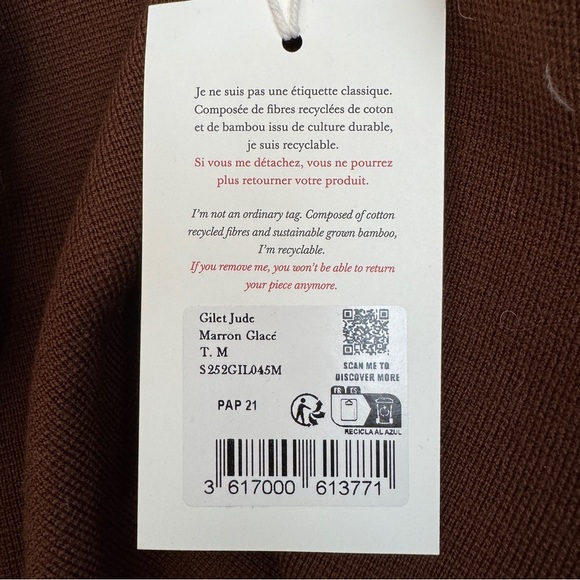 Je ne suis pas une étiquette classique.
Composée de fibres recyclées de coton
et de bambou issu de culture durable,
je suis recyclable.
Si vous me détachez, vous ne pourrez
plus retourner votre produit.
I'm not an ordinary tag. Composed of cotton
recycled fibres and sustainable grown bamboo,
I'm recyclable.
If you remove me, you won't be able to return
your piece anymore.
Gilet Jude
Marron Glacé
T. M
S252GIL045M
SCAN ME TO
DISCOVER MORE
PAP 21
FR ES
RECICLA AL AZUL
3 617000 613771